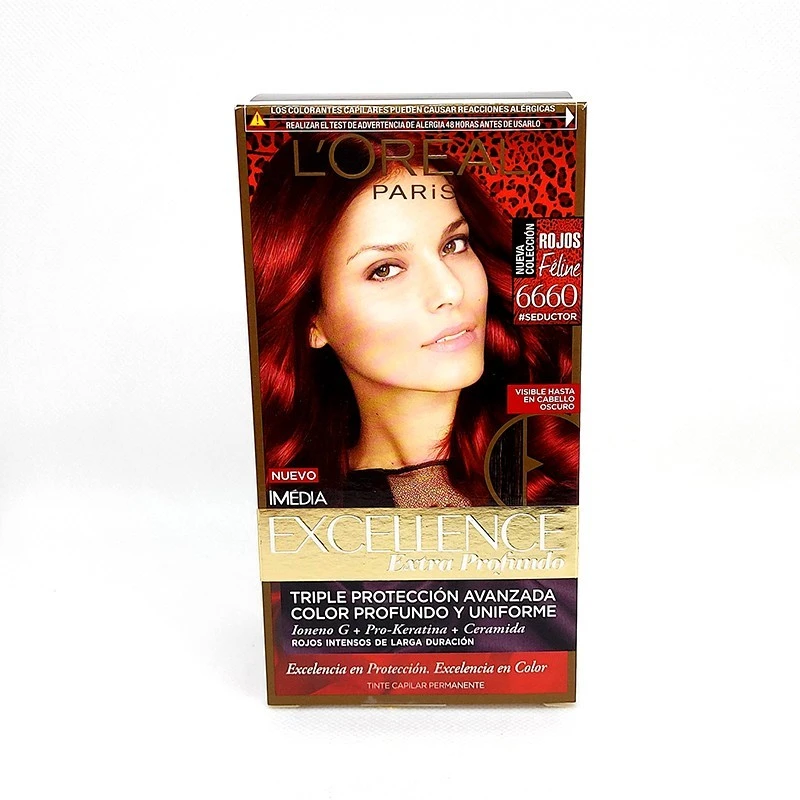 LOS COLORANTES CAPILARES PUEDEN CAUSAR REACCIONES ALÉRGICAS
REALIZAR EL TEST DE ADVERTENCIA DE ALERGIA 48 HORAS ANTES DE USARLO
L'ORÉAL
PARIS
NUEVA
COLECCIÓN
ROJOS
Féline
6660
#SEDUCTOR
VISIBLE HASTA
EN CABELLO
OSCURO
NUEVO
IMÉDIA
EXCELLENCE
Extra Profundo
TRIPLE PROTECCIÓN AVANZADA
COLOR PROFUNDO Y UNIFORME
Ioneno G + Pro-Keratina + Ceramida
ROJOS INTENSOS DE LARGA DURACIÓN
Excelencia en Protección. Excelencia en Color
TINTE CAPILAR PERMANENTE